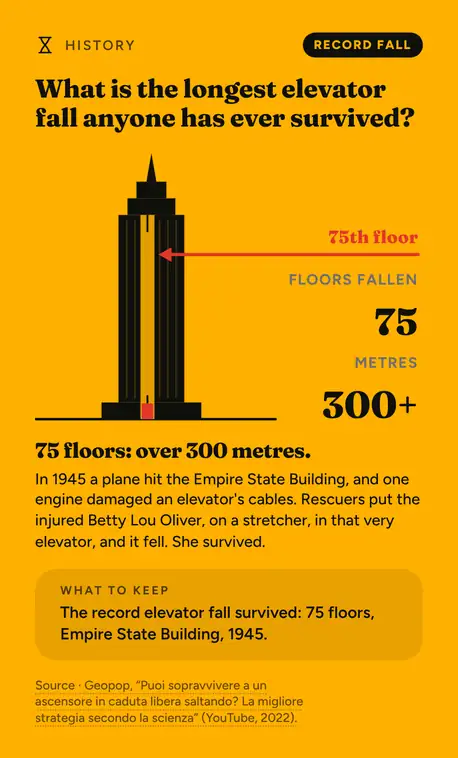 HISTORY
RECORD FALL
What is the longest elevator
fall anyone has ever survived?
75th floor
FLOORS FALLEN
75
METRES
300+
75 floors: over 300 metres.
In 1945 a plane hit the Empire State Building, and one
engine damaged an elevator's cables. Rescuers put the
injured Betty Lou Oliver, on a stretcher, in that very
elevator, and it fell. She survived.
WHAT TO KEEP
The record elevator fall survived: 75 floors,
Empire State Building, 1945.
Source · Geopop, “Puoi sopravvivere a un
ascensore in caduta libera saltando? La migliore
strategia secondo la scienza” (YouTube, 2022).